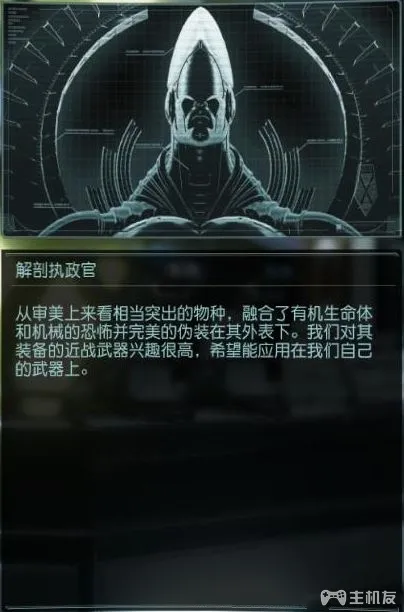 解剖执政官
从审美上来看相当突出的物种，融合了有机生命体
和机械的恐怖并完美的伪装在其外表下。我们对其
装备的近战武器兴趣很高，希望能应用在我们自己
的武器上。
主机友